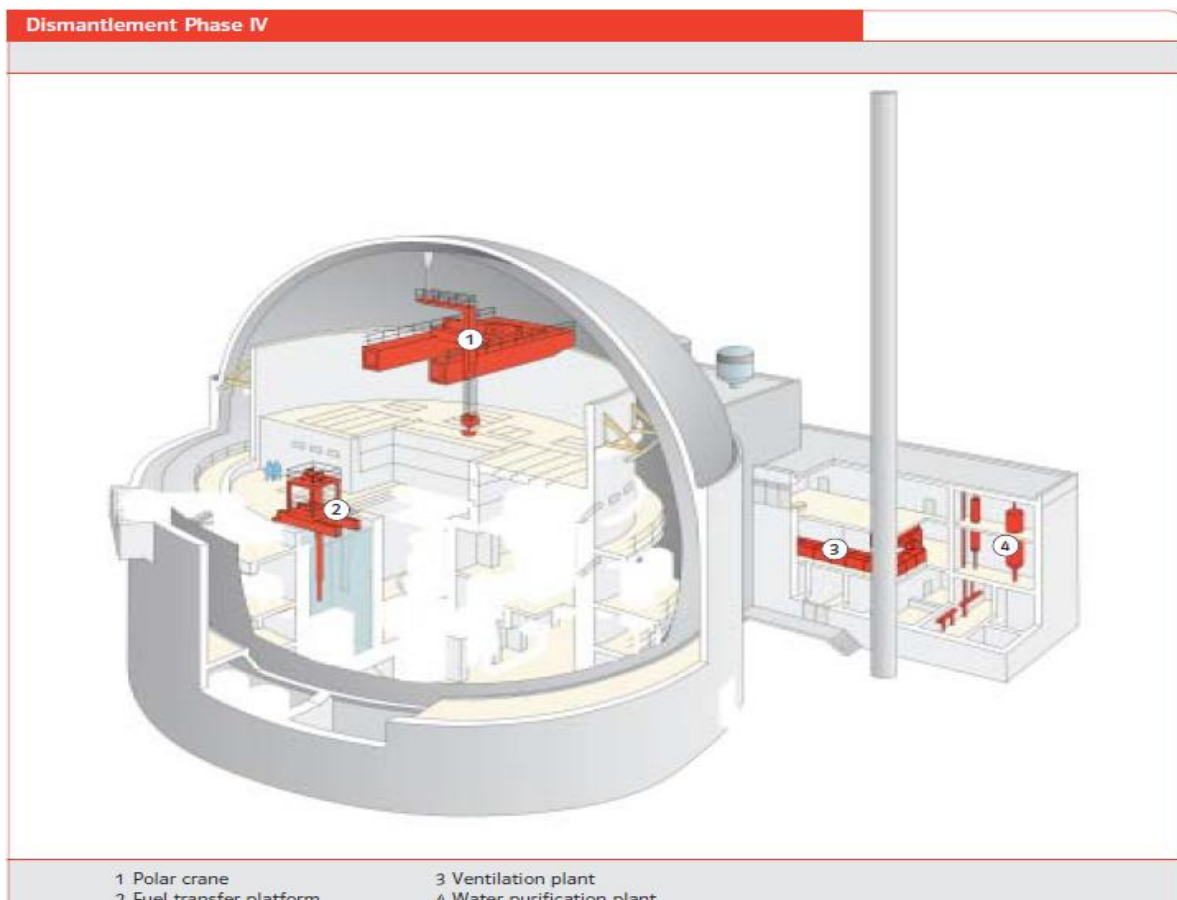 Dismantlement Phase IV
1
2
3
4
1 Polar crane
3 Ventilation plant
2 Fuel transfer platform
4 Water purification plant